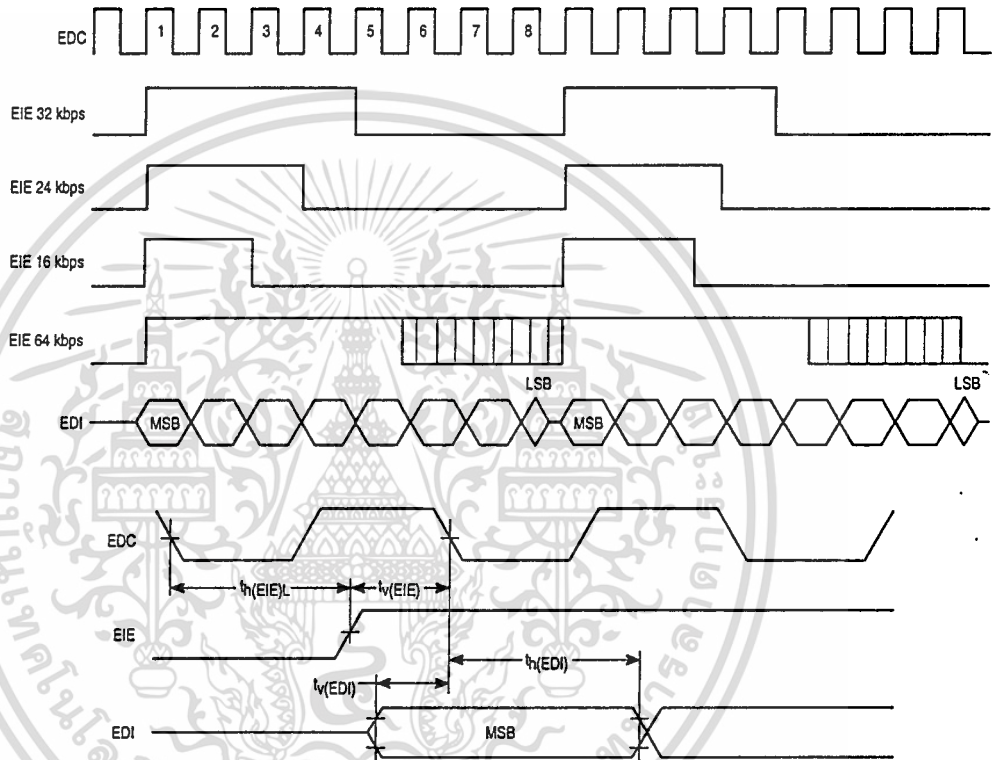 EDC 1 2 3 4 5 6 7 8
EIE 32 kbps
EIE 24 kbps
EIE 16 kbps
EIE 64 kbps
LSB LSB
EDI MSB MSB
EDC
th(EIE)L tv(EIE)
EIE
th(EDI)
tv(EDI)
EDI MSB